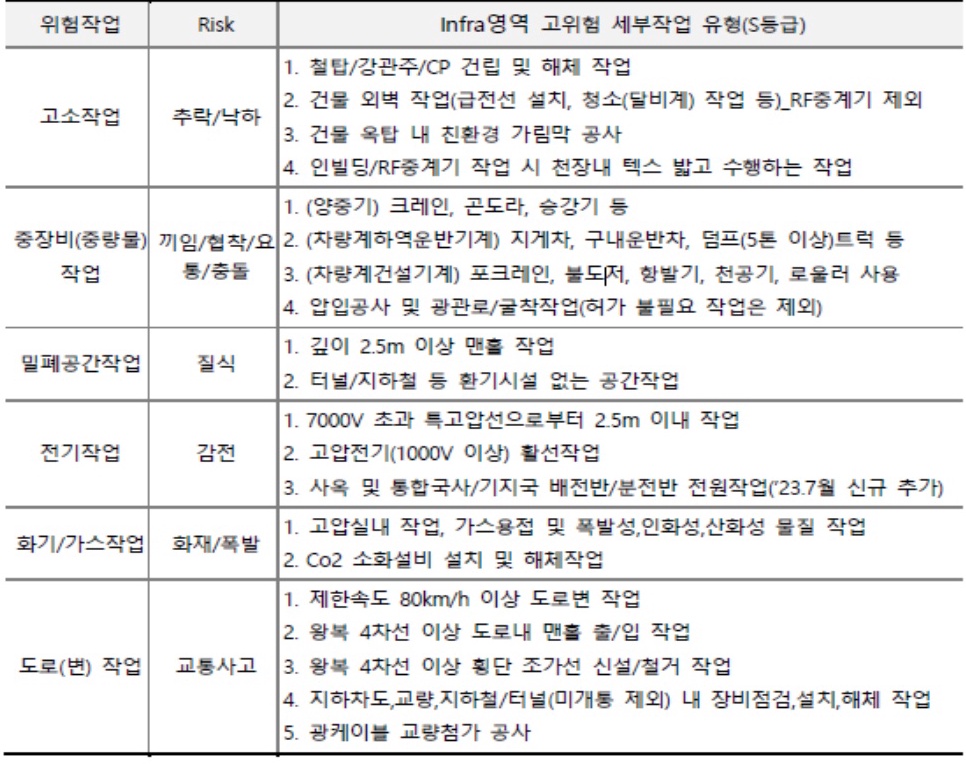 위험작업 Risk Infra영역 고위험 세부작업 유형(S등급)
고소작업 추락/낙하
1. 철탑/강관주/CP 건립 및 해체 작업
2. 건물 외벽 작업(급전선 설치, 청소(달비계) 작업 등)_RF중계기 제외
3. 건물 옥탑 내 친환경 가림막 공사
4. 인빌딩/RF중계기 작업 시 천장내 텍스 밟고 수행하는 작업
중장비(중량물)
작업
끼임/협착/요
통/충돌
1. (양중기) 크레인, 곤도라, 승강기 등
2. (차량계하역운반기계) 지게차, 구내운반차, 덤프(5톤 이상)트럭 등
3. (차량계건설기계) 포크레인, 불도저, 항발기, 천공기, 로울러 사용
4. 압입공사 및 광관로/굴착작업(허가 불필요 작업은 제외)
밀폐공간작업 질식
1. 깊이 2.5m 이상 맨홀 작업
2. 터널/지하철 등 환기시설 없는 공간작업
전기작업 감전
1. 7000V 초과 특고압선으로부터 2.5m 이내 작업
2. 고압전기(1000V 이상) 활선작업
3. 사옥 및 통합국사/기지국 배전반/분전반 전원작업('23.7월 신규 추가)
화기/가스작업 화재/폭발
1. 고압실내 작업, 가스용접 및 폭발성,인화성,산화성 물질 작업
2. Co2 소화설비 설치 및 해체작업
도로(변) 작업 교통사고
1. 제한속도 80km/h 이상 도로변 작업
2. 왕복 4차선 이상 도로내 맨홀 출/입 작업
3. 왕복 4차선 이상 횡단 조가선 신설/철거 작업
4. 지하차도,교량,지하철/터널(미개통 제외) 내 장비점검,설치,해체 작업
5. 광케이블 교량첨가 공사